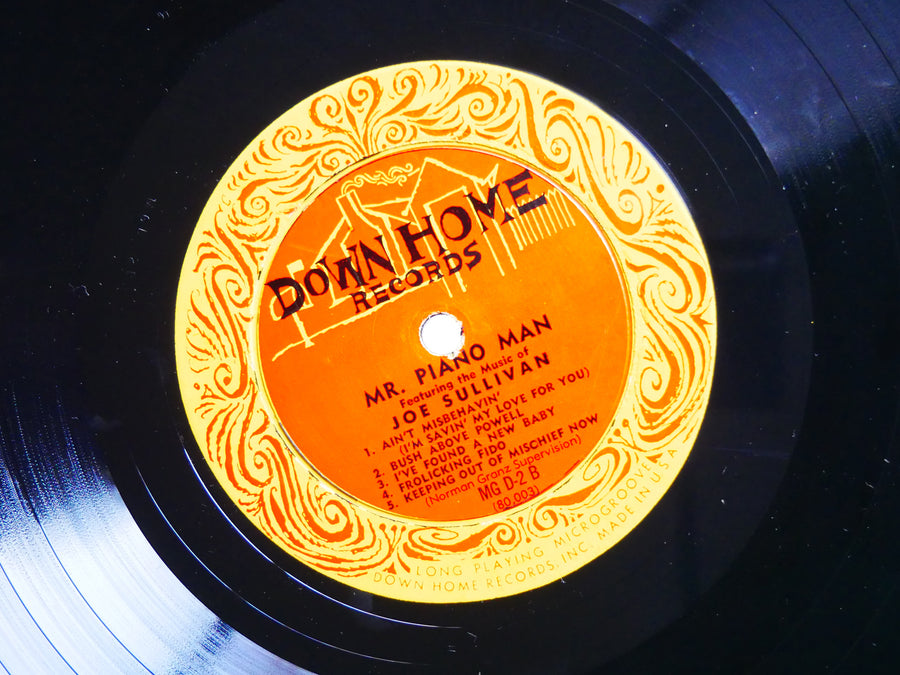 DOWN HOME
RECORDS
MR. PIANO MAN
Featuring the Music of
JOE SULLIVAN
1. AIN'T MISBEHAVIN'
(I'M SAVIN' MY LOVE FOR YOU)
2. BUSH ABOVE POWELL
3. I'VE FOUND A NEW BABY
4. FROLICKING FIDO
5. KEEPING OUT OF MISCHIEF NOW
(Norman Granz Supervision)
MG D-2 B
(80,003)
LONG PLAYING MICROGROOVE
DOWN HOME RECORDS, INC. MADE IN U.S.A.